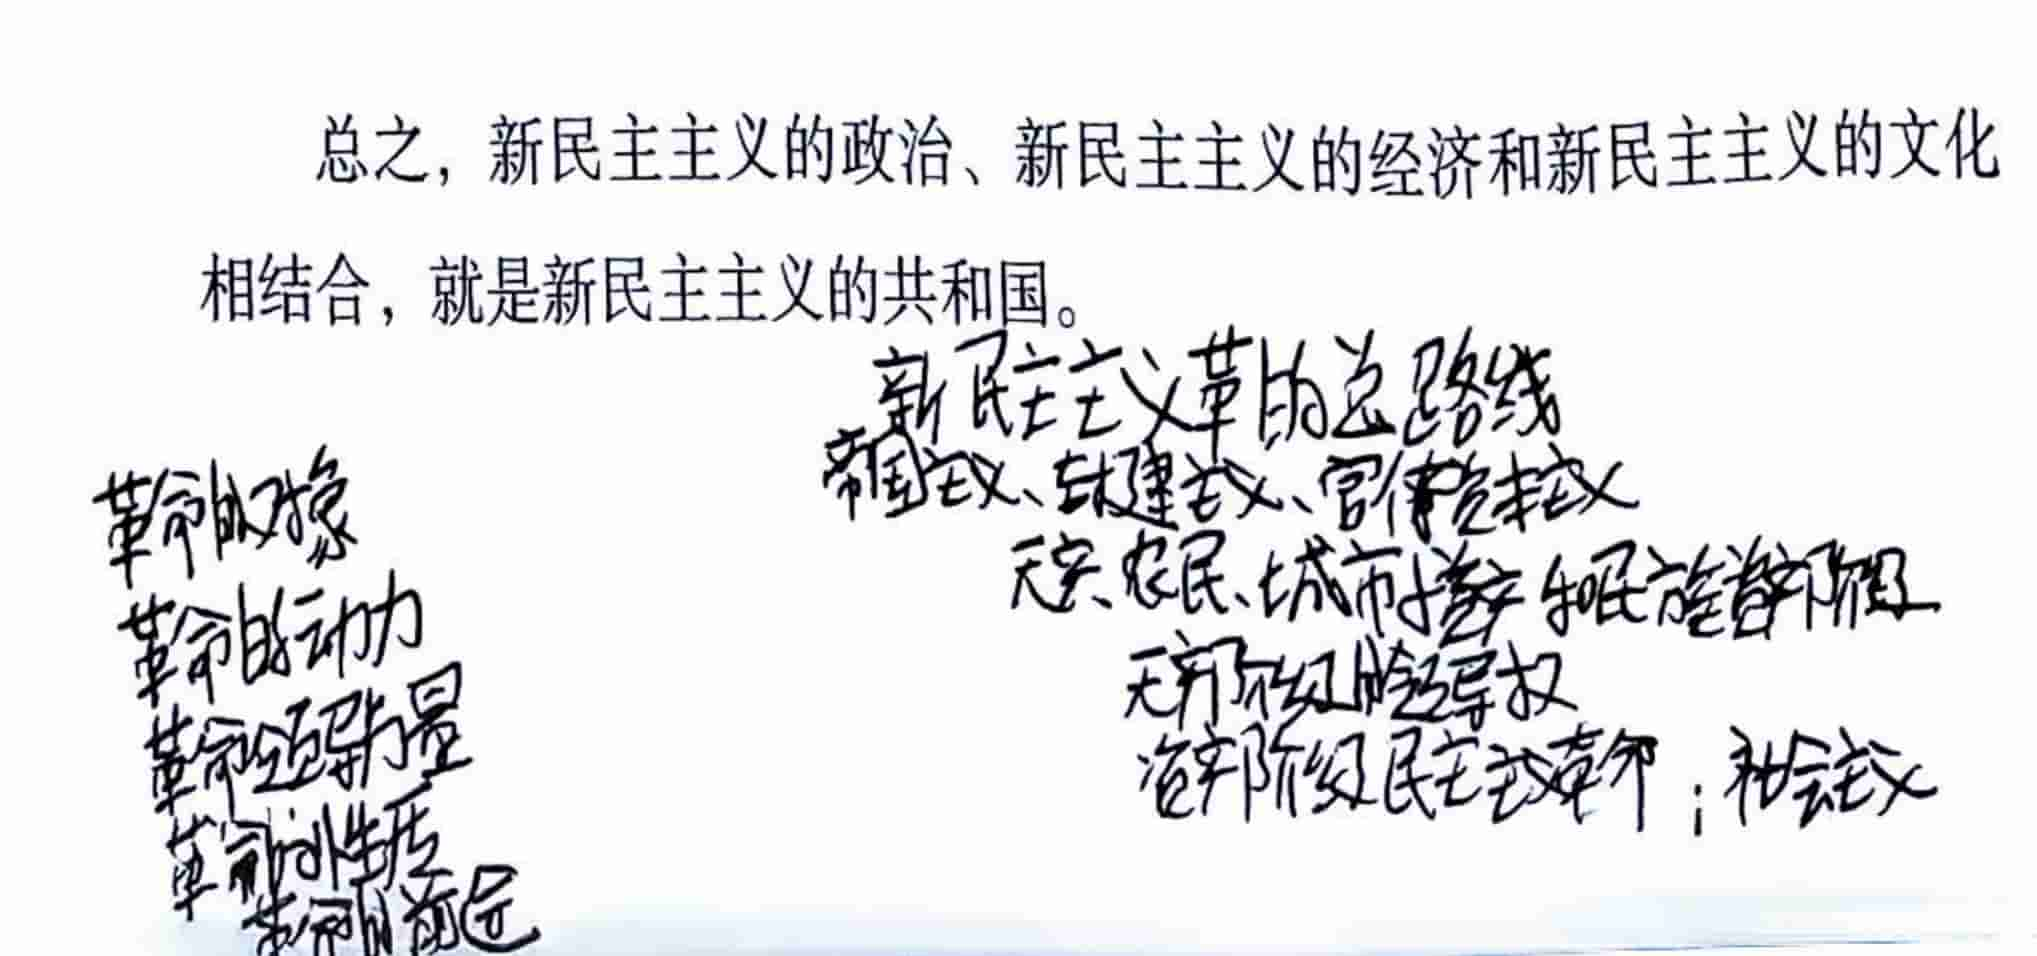 总之，新民主主义的政治、新民主主义的经济和新民主主义的文化
相结合，就是新民主主义的共和国。
新民主主义革的总路线
帝国主义、封建主义、官僚资本主义
革命的对象
无产、农民、城市小资产和民族资产阶级
革命的动力
无产阶级的领导权
革命领导力量
资产阶级民主主义革命；社会主义
革命的性质
革命的前途